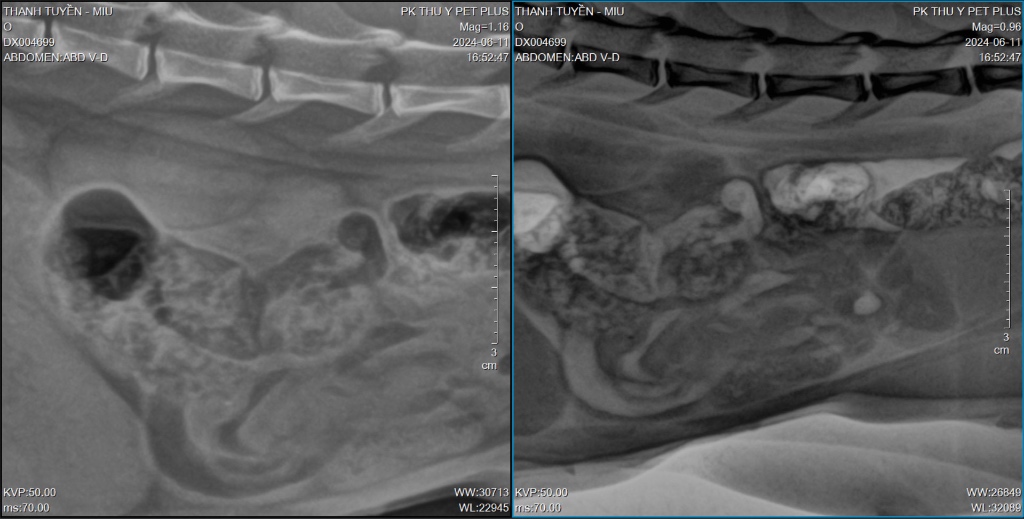 THANH TUYỀN - MIU
O
DX004699
ABDOMEN:ABD V-D
PK THU Y PET PLUS
Mag=1.16
2024-06-11
16:52:47
3
cm
KVP:50.00
ms:70.00
WW:30713
WL:22945
THANH TUYỀN - MIU
O
DX004699
ABDOMEN:ABD V-D
PK THU Y PET PLUS
Mag=0.96
2024-06-11
16:52:47
3
cm
KVP:50.00
ms:70.00
WW:26849
WL:32089